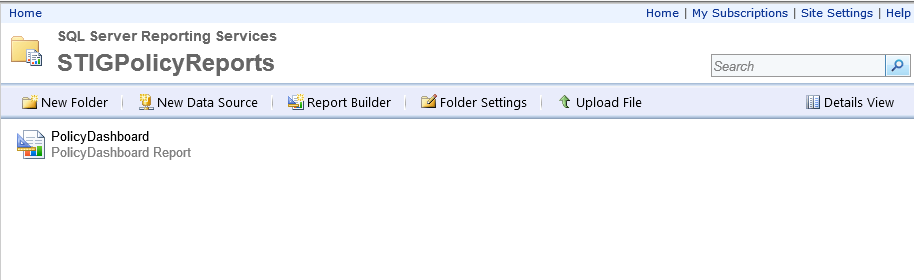 Home
Home | My Subscriptions | Site Settings | Help
SQL Server Reporting Services
STIGPolicyReports
Search
New Folder
New Data Source
Report Builder
Folder Settings
Upload File
Details View
PolicyDashboard
PolicyDashboard Report